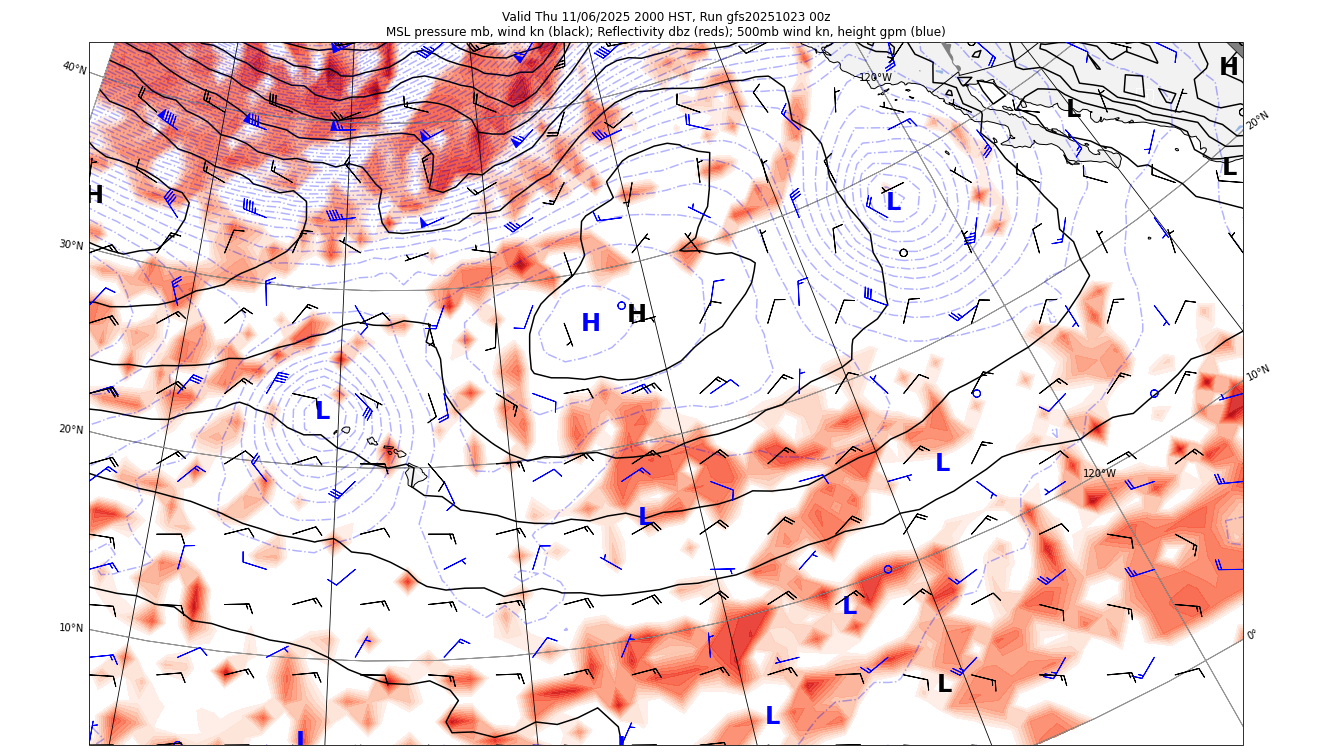 Valid Thu 11/06/2025 2000 HST, Run gfs20251023 00z
MSL pressure mb, wind kn (black); Reflectivity dbz (reds); 500mb wind kn, height gpm (blue)
40°N
120°W
H
L
20°N
L
H
30°N
L
H
H
10°N
L
20°N
L
120°W
L
L
10°N
0°
L
L
L